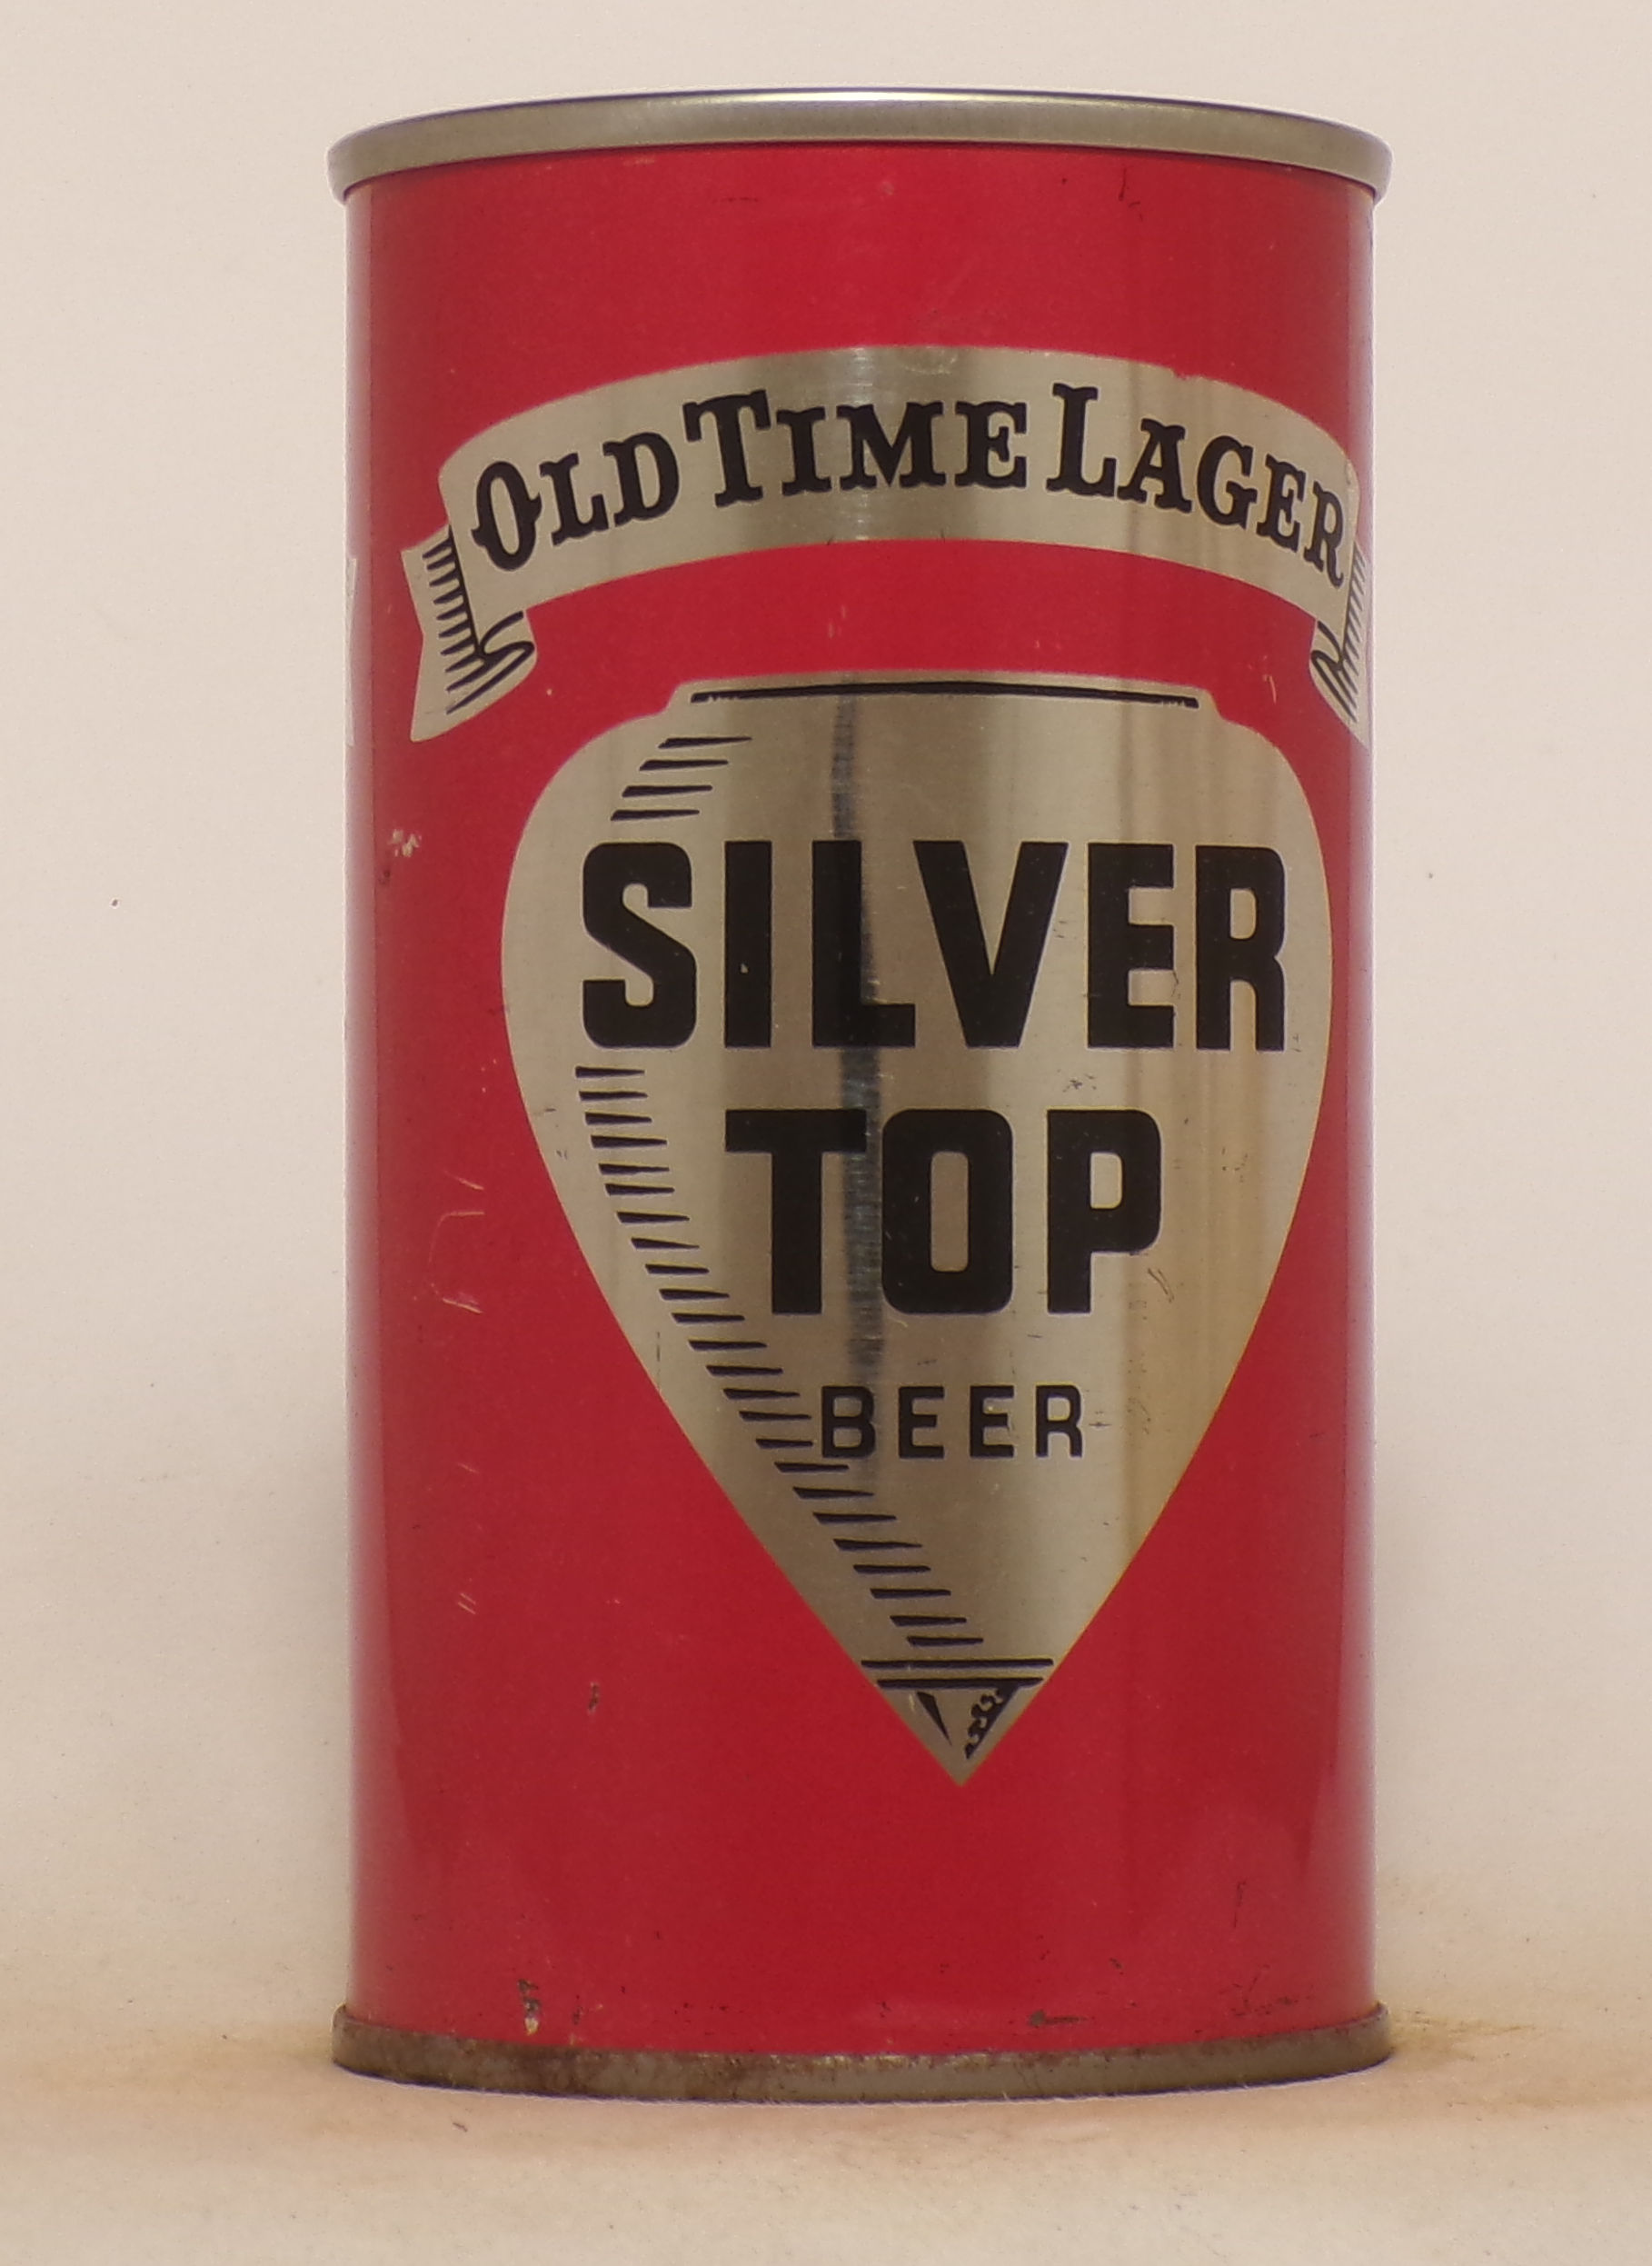 OLD TIME LAGER
SILVER
TOP
BEER